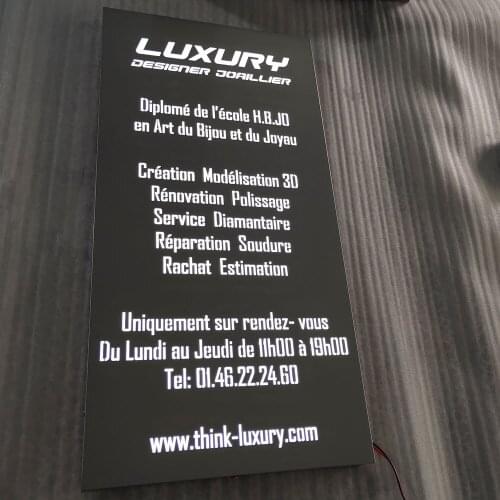 LUXURY
DESIGNER JOAILLIER
Diplomé de l'école H.B.JO
en Art du Bijou et du Joyau
Création Modélisation 3D
Rénovation Polissage
Service Diamantaire
Réparation Soudure
Rachat Estimation
Uniquement sur rendez- vous
Du Lundi au Jeudi de 11h00 à 19h00
Tel: 01.46.22.24.60
www.think-luxury.com